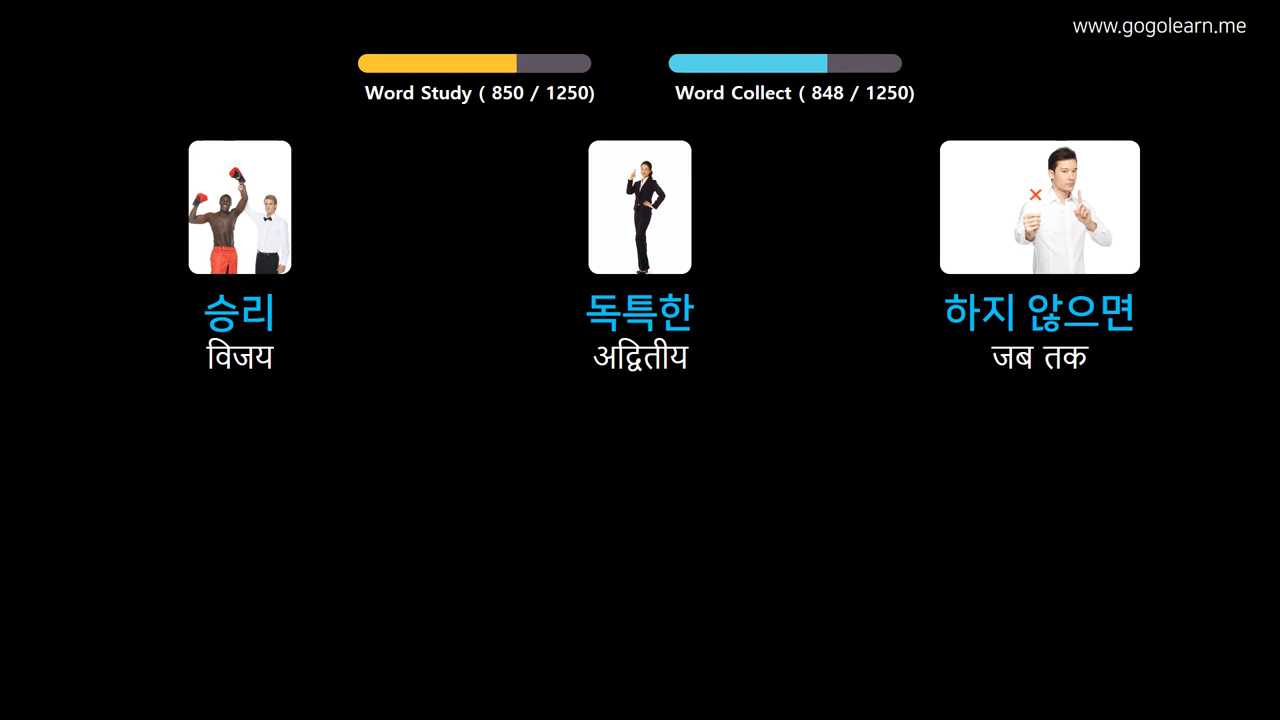 www.gogolearn.me
Word Study ( 850 / 1250)
Word Collect ( 848 / 1250)
승리
विजय
독특한
अद्वितीय
하지 않으면
जब तक